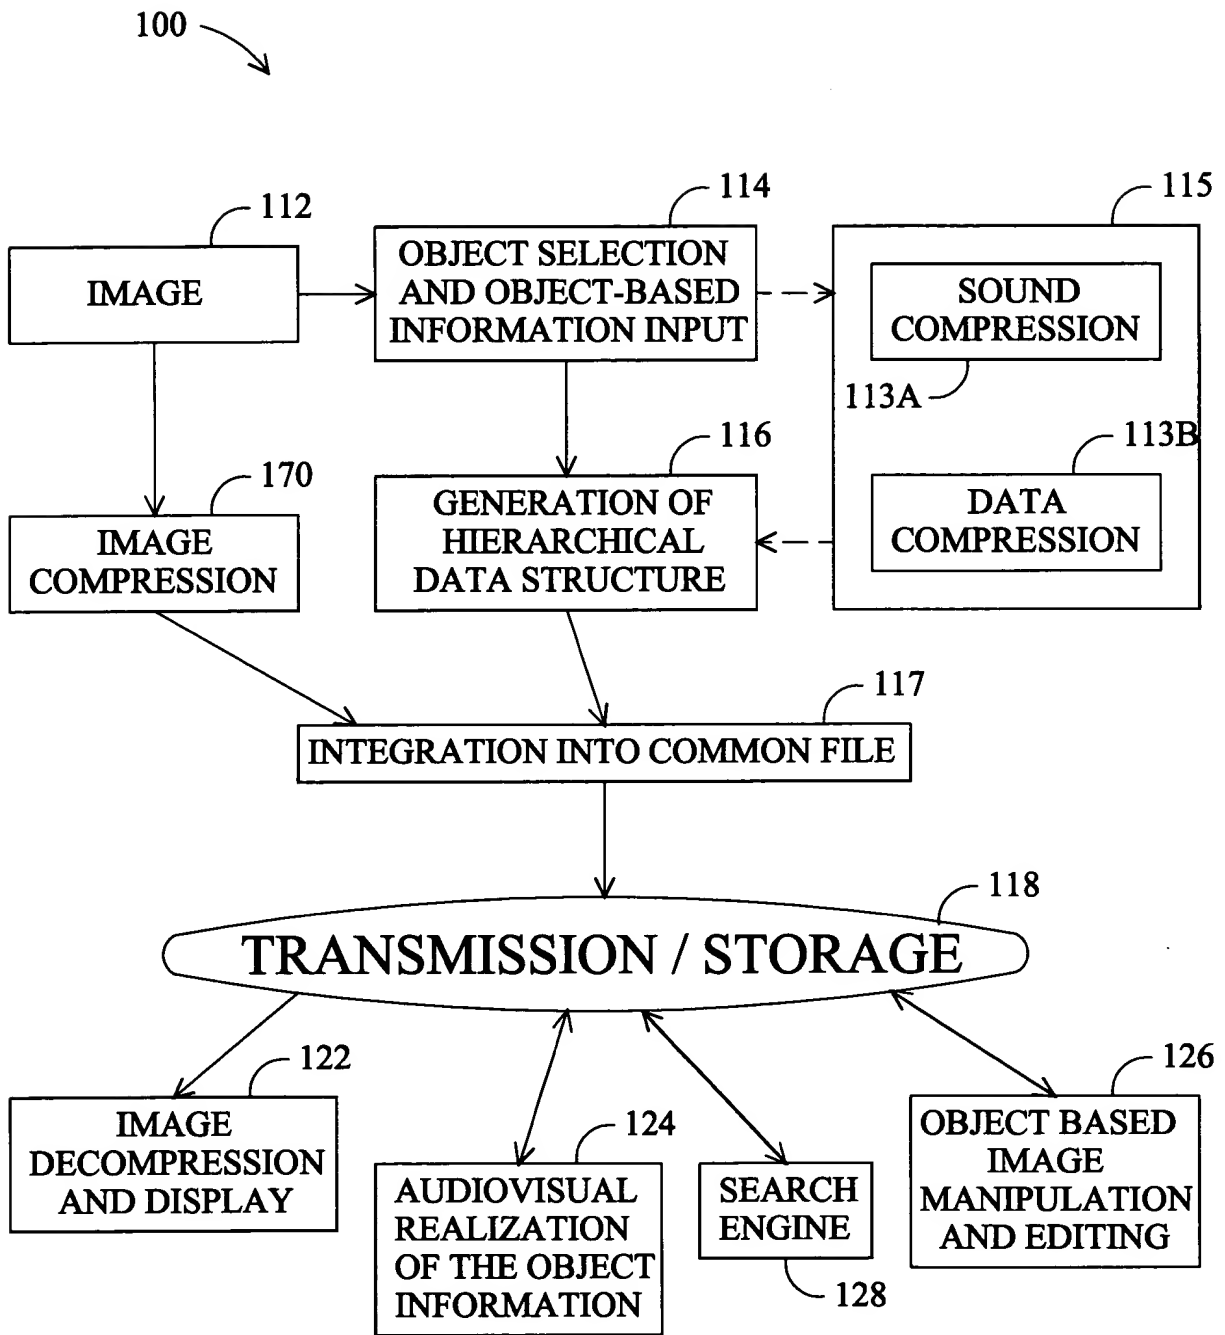 100
112
IMAGE
114
OBJECT SELECTION
AND OBJECT-BASED
INFORMATION INPUT
115
SOUND
COMPRESSION
113A
113B
DATA
COMPRESSION
170
IMAGE
COMPRESSION
116
GENERATION OF
HIERARCHICAL
DATA STRUCTURE
117
INTEGRATION INTO COMMON FILE
118
TRANSMISSION / STORAGE
122
IMAGE
DECOMPRESSION
AND DISPLAY
124
AUDIOVISUAL
REALIZATION
OF THE OBJECT
INFORMATION
SEARCH
ENGINE
128
126
OBJECT BASED
IMAGE
MANIPULATION
AND EDITING